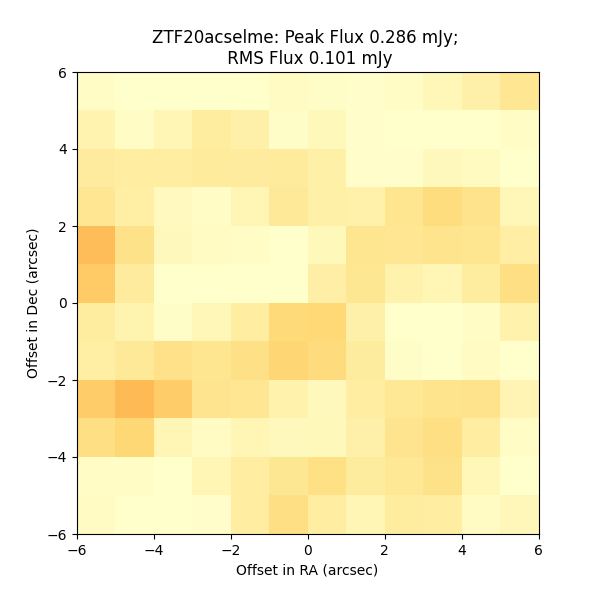 ZTF20acselme: Peak Flux 0.286 mJy;
RMS Flux 0.101 mJy
6
4
2
0
−2
−4
−6
Offset in Dec (arcsec)
−6 −4 −2 0 2 4 6
Offset in RA (arcsec)